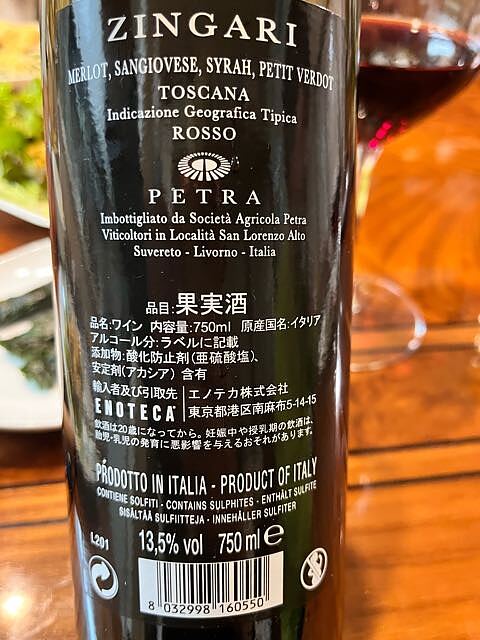 ZINGARI
MERLOT, SANGIOVESE, SYRAH, PETIT VERDOT
TOSCANA
Indicazione Geografica Tipica
ROSSO
PETRA
Imbottigliato da Società Agricola Petra
Viticoltori in Località San Lorenzo Alto
Suvereto - Livorno - Italia
品目:果実酒
品名:ワイン 内容量:750ml 原産国名:イタリア
アルコール分:ラベルに記載
添加物:酸化防止剤(亜硫酸塩)、
安定剤(アカシア) 含有
輸入者及び引取先 エノテカ株式会社
ENOTECA 東京都港区南麻布5-14-15
飲酒は20歳になってから。妊娠中や授乳期の飲酒は、
胎児・乳児の発育に悪影響を与えるおそれがあります。
PRODOTTO IN ITALIA - PRODUCT OF ITALY
CONTIENE SOLFITI - CONTAINS SULPHITES - ENTHÄLT SULFITE
SISÄLTÄÄ SULFIITTEJA - INNEHÅLLER SULFITER
L201
13,5% vol 750 ml e
8 032998 160550